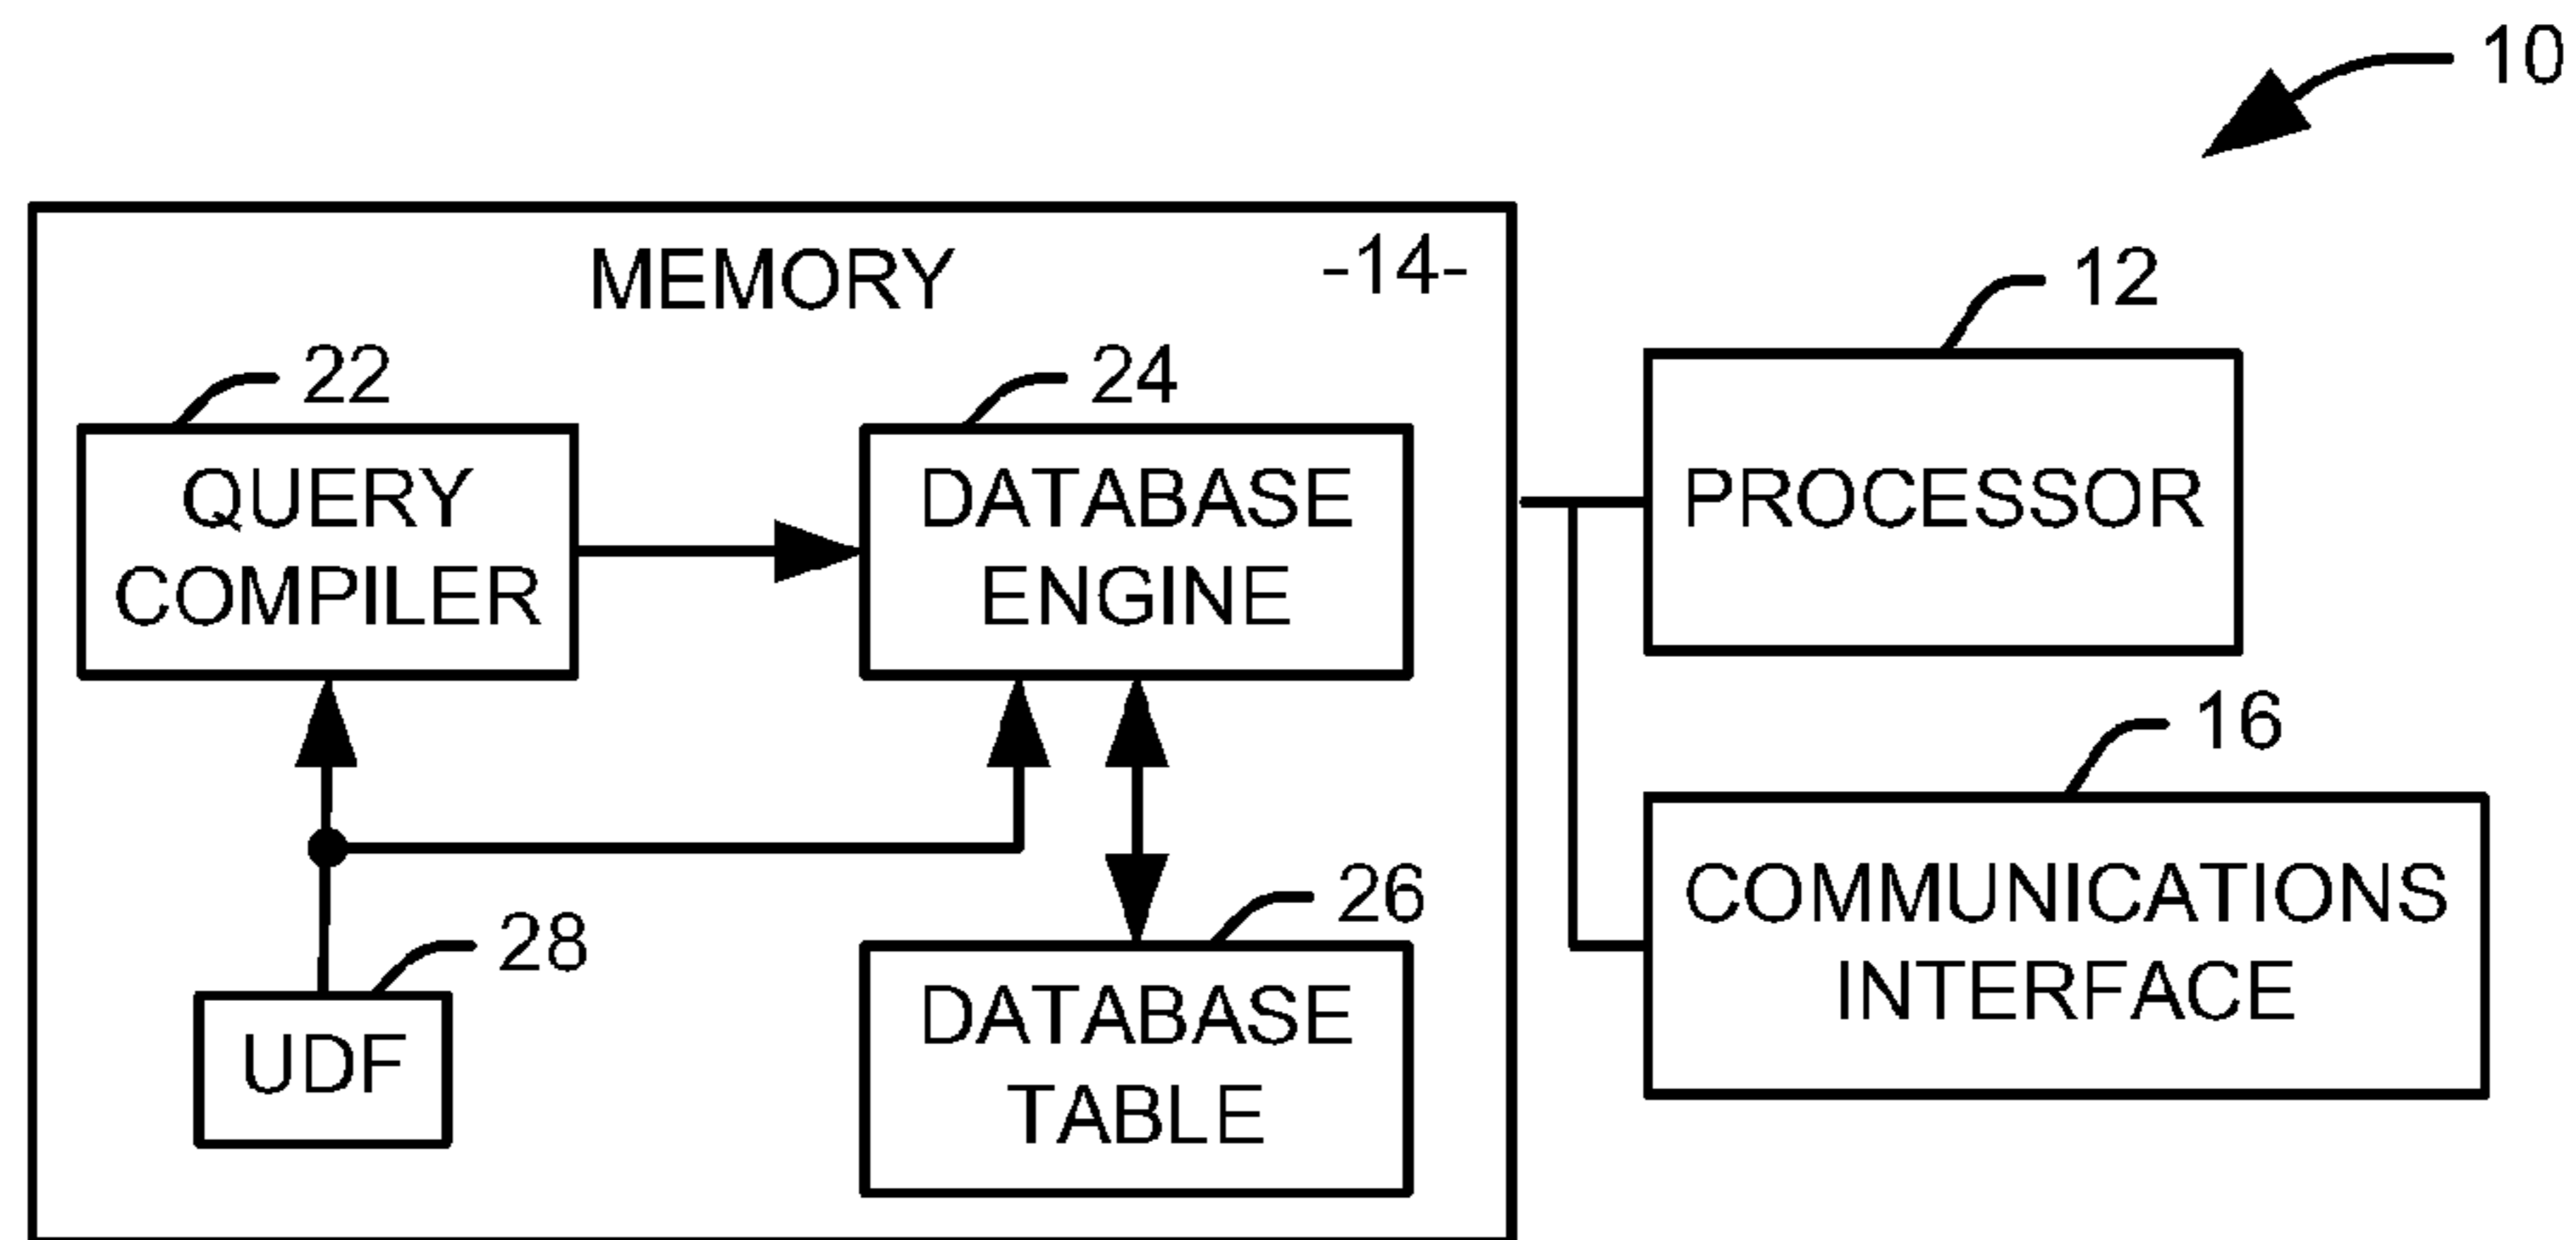 10
MEMORY
-14-
12
22
24
QUERY
COMPILER
DATABASE
ENGINE
PROCESSOR
16
28
26
UDF
DATABASE
TABLE
COMMUNICATIONS
INTERFACE